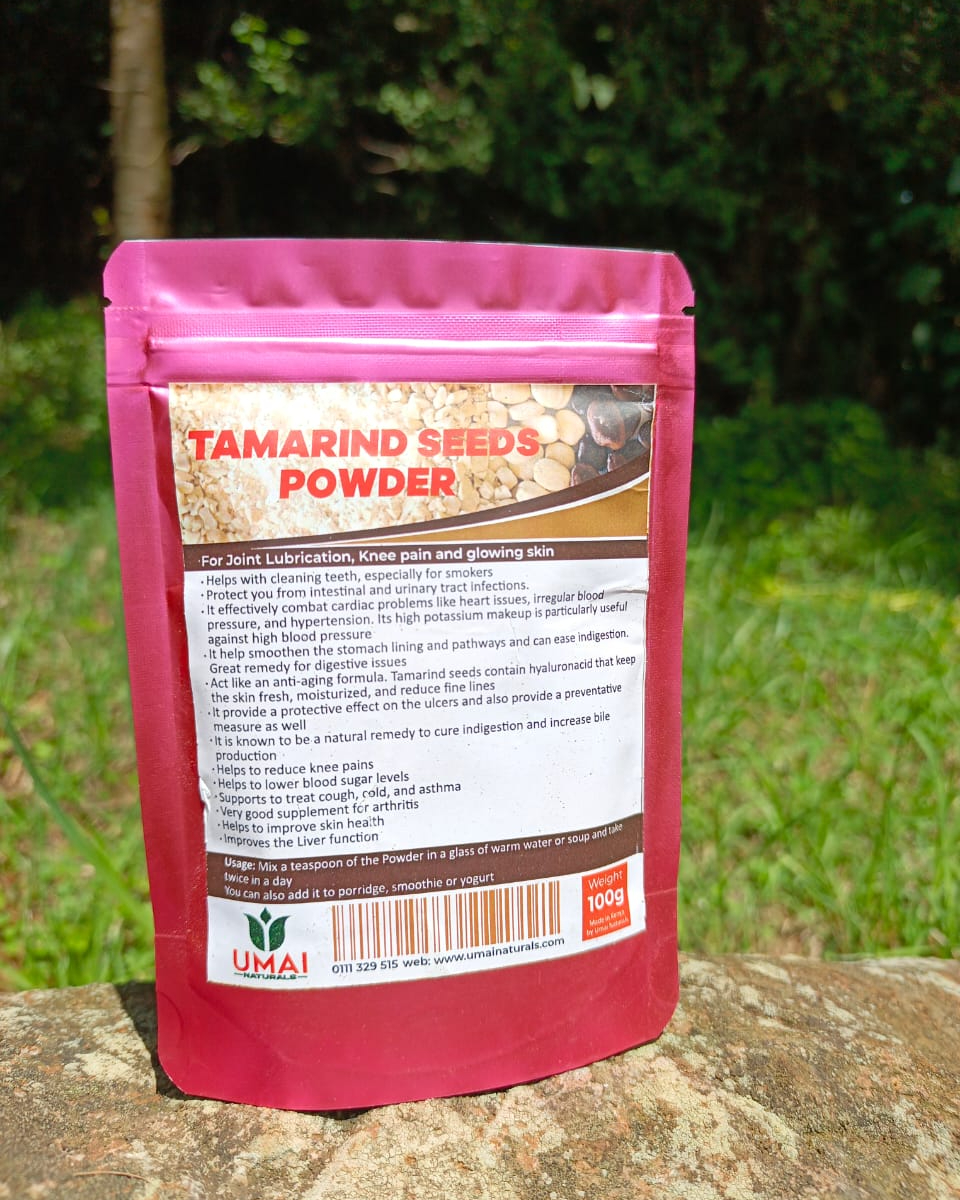 TAMARIND SEEDS
POWDER
·For Joint Lubrication, Knee pain and glowing skin
·Helps with cleaning teeth, especially for smokers
·Protect you from intestinal and urinary tract infections.
·It effectively combat cardiac problems like heart issues, irregular blood
pressure, and hypertension. Its high potassium makeup is particularly useful
against high blood pressure
·It help smoothen the stomach lining and pathways and can ease indigestion.
Great remedy for digestive issues
·Act like an anti-aging formula. Tamarind seeds contain hyaluronacid that keep
the skin fresh, moisturized, and reduce fine lines
·It provide a protective effect on the ulcers and also provide a preventative
measure as well
·It is known to be a natural remedy to cure indigestion and increase bile
production
·Helps to reduce knee pains
·Helps to lower blood sugar levels
·Supports to treat cough, cold, and asthma
·Very good supplement for arthritis
·Helps to improve skin health
·Improves the Liver function
Usage: Mix a teaspoon of the Powder in a glass of warm water or soup and take
twice in a day
You can also add it to porridge, smoothie or yogurt
Weight
100g
Made in Kenya
by Umai Naturals
UMAI
NATURALS
0111 329 515 web: www.umainaturals.com